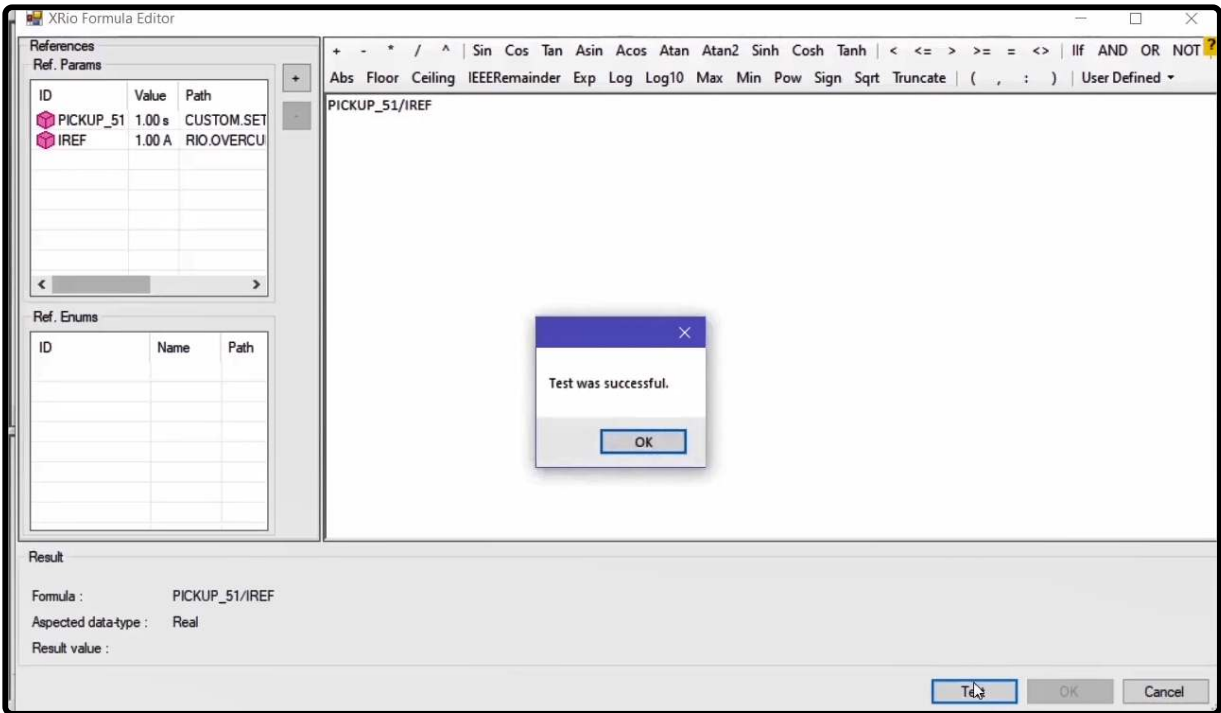 XRio Formula Editor
References
Ref. Params
+
ID Value Path
PICKUP_51 1.00 s CUSTOM.SET
IREF 1.00 A RIO.OVERCU
-
< >
Ref. Enums
ID Name Path
+ - * / ^ | Sin Cos Tan Asin Acos Atan Atan2 Sinh Cosh Tanh | < <= > >= = <> | IIf AND OR NOT ?
Abs Floor Ceiling IEEERemainder Exp Log Log10 Max Min Pow Sign Sqrt Truncate | ( , : ) | User Defined
PICKUP_51/IREF
Test was successful.
OK
Result
Formula : PICKUP_51/IREF
Aspected data-type : Real
Result value :
OK Cancel